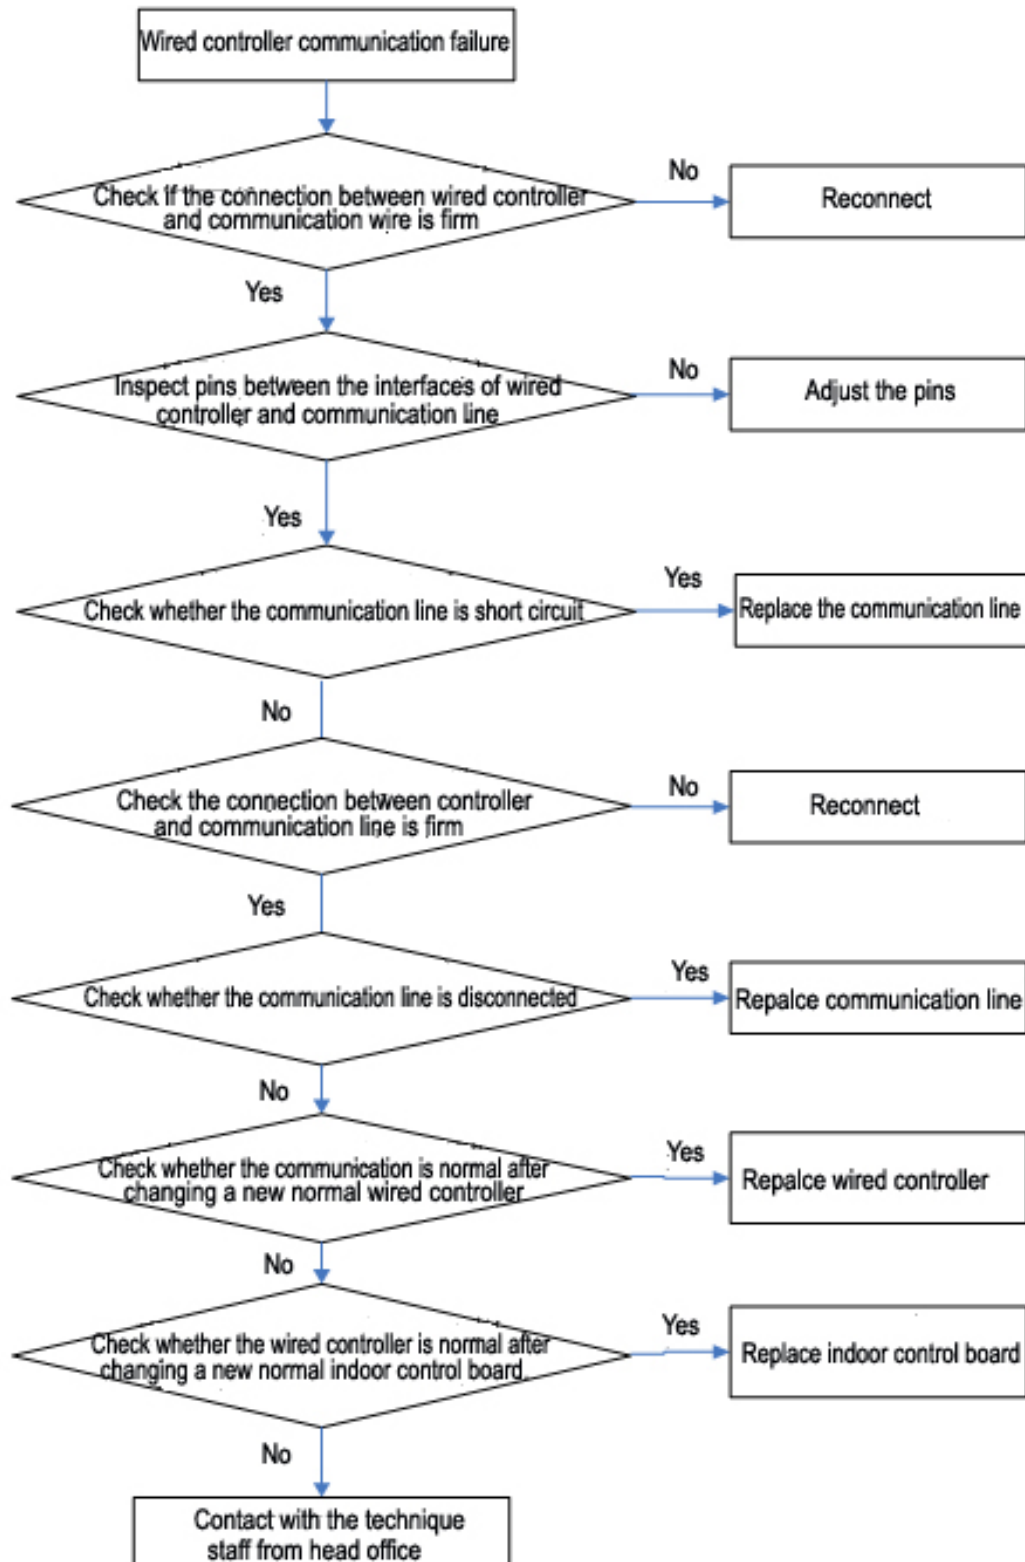 Wired controller communication failure
Check if the connection between wired controller
and communication wire is firm
No
Reconnect
Yes
Inspect pins between the interfaces of wired
controller and communication line
No
Adjust the pins
Yes
Check whether the communication line is short circuit
Yes
Replace the communication line
No
Check the connection between controller
and communication line is firm
No
Reconnect
Yes
Check whether the communication line is disconnected
Yes
Repalce communication line
No
Check whether the communication is normal after
changing a new normal wired controller
Yes
Repalce wired controller
No
Check whether the wired controller is normal after
changing a new normal indoor control board.
Yes
Replace indoor control board
No
Contact with the technique
staff from head office